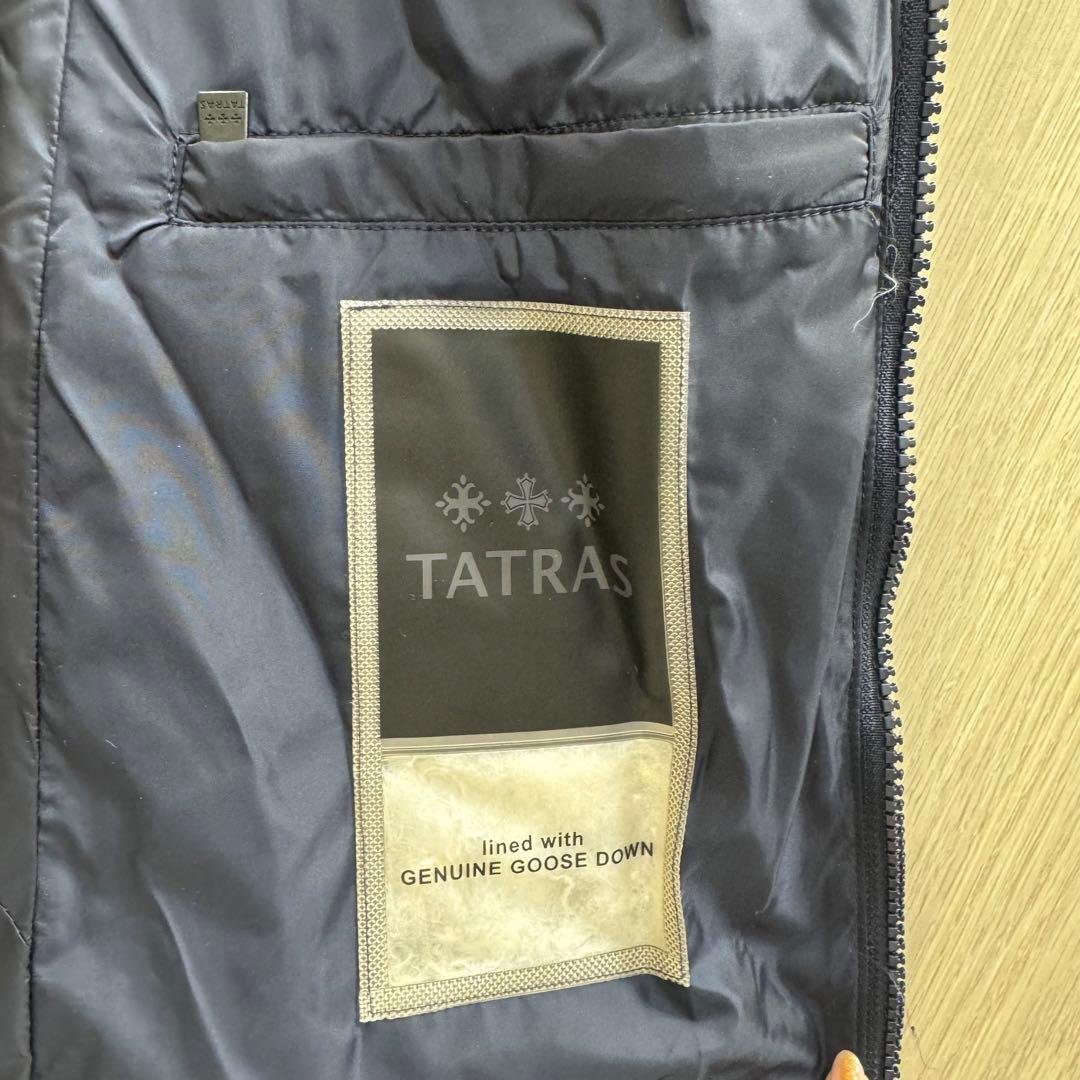 TATRAS
TATRAS
lined with
GENUINE GOOSE DOWN